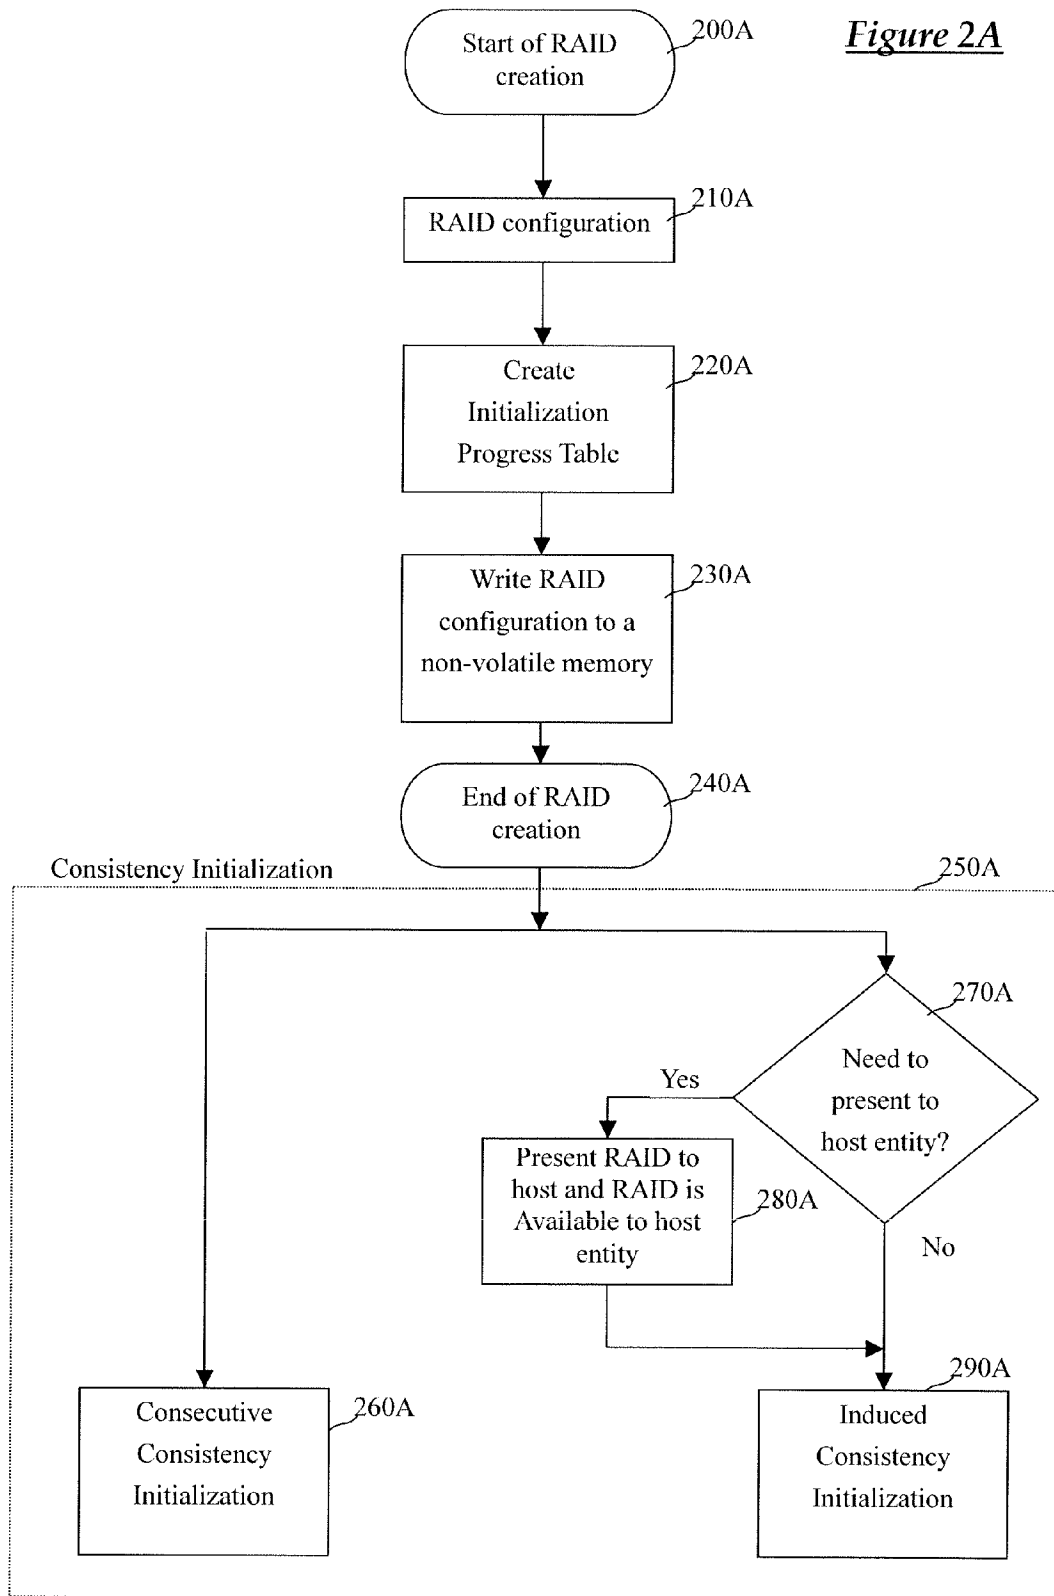 Figure 2A
200A
Start of RAID
creation
210A
RAID configuration
220A
Create
Initialization
Progress Table
230A
Write RAID
configuration to a
non-volatile memory
240A
End of RAID
creation
Consistency Initialization
250A
270A
Need to
present to
host entity?
Yes
Present RAID to
host and RAID is
Available to host
entity
280A
No
290A
Consecutive
Consistency
Initialization
260A
Induced
Consistency
Initialization